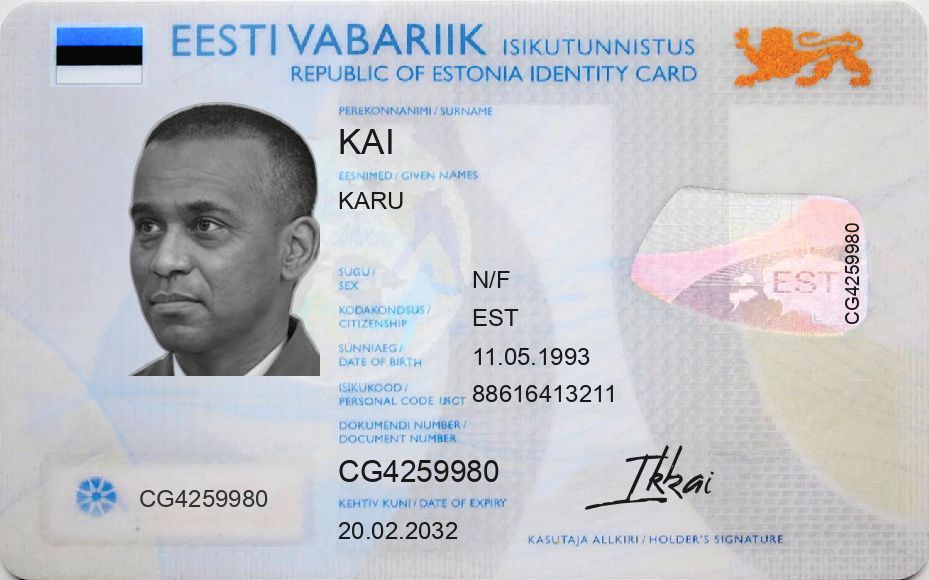 EESTI VABARIIK ISIKUTUNNISTUS
REPUBLIC OF ESTONIA IDENTITY CARD
PEREKONNANIMI / SURNAME
KAI
EESNIMED / GIVEN NAMES
KARU
SUGU /
SEX
N/F
KODAKONDSUS /
CITIZENSHIP
EST
SÜNNIAEG /
DATE OF BIRTH
11.05.1993
ISIKUKOOD /
PERSONAL CODE
88616413211
DOKUMENDI NUMBER /
DOCUMENT NUMBER
CG4259980
KEHTIV KUNI / DATE OF EXPIRY
20.02.2032
CG4259980
EST
CG4259980
Ikkai
KASUTAJA ALLKIRI / HOLDER'S SIGNATURE